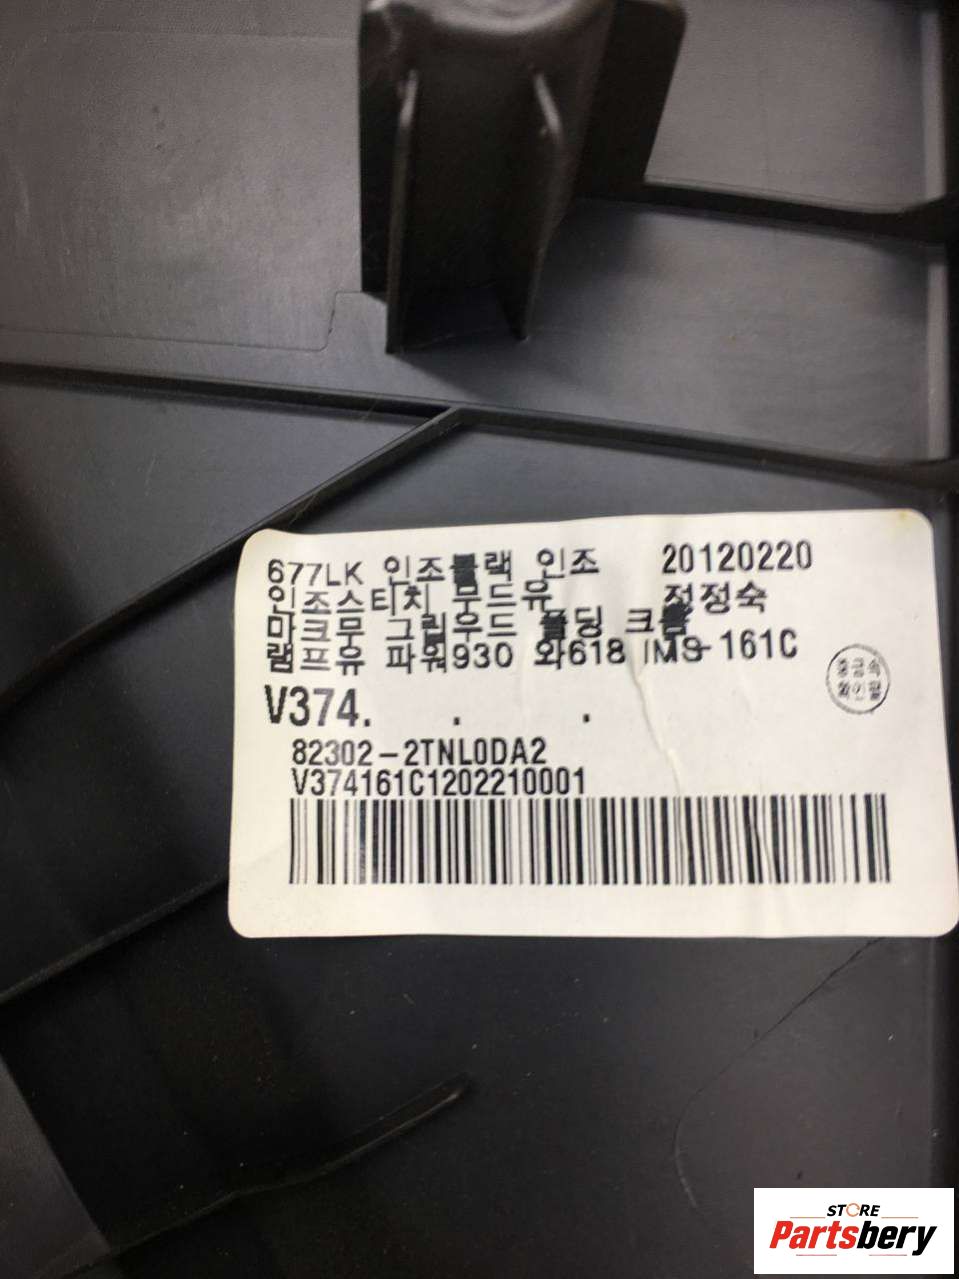 677LK 인조블랙 인조 20120220
인조스티치 무드유 정정숙
마크무 그립우드 폴딩 크롬
램프유 파워930 와618 IMS 161C
V374. . .
82302-2TNL0DA2
V374161C1202210001
STORE
Partsbery